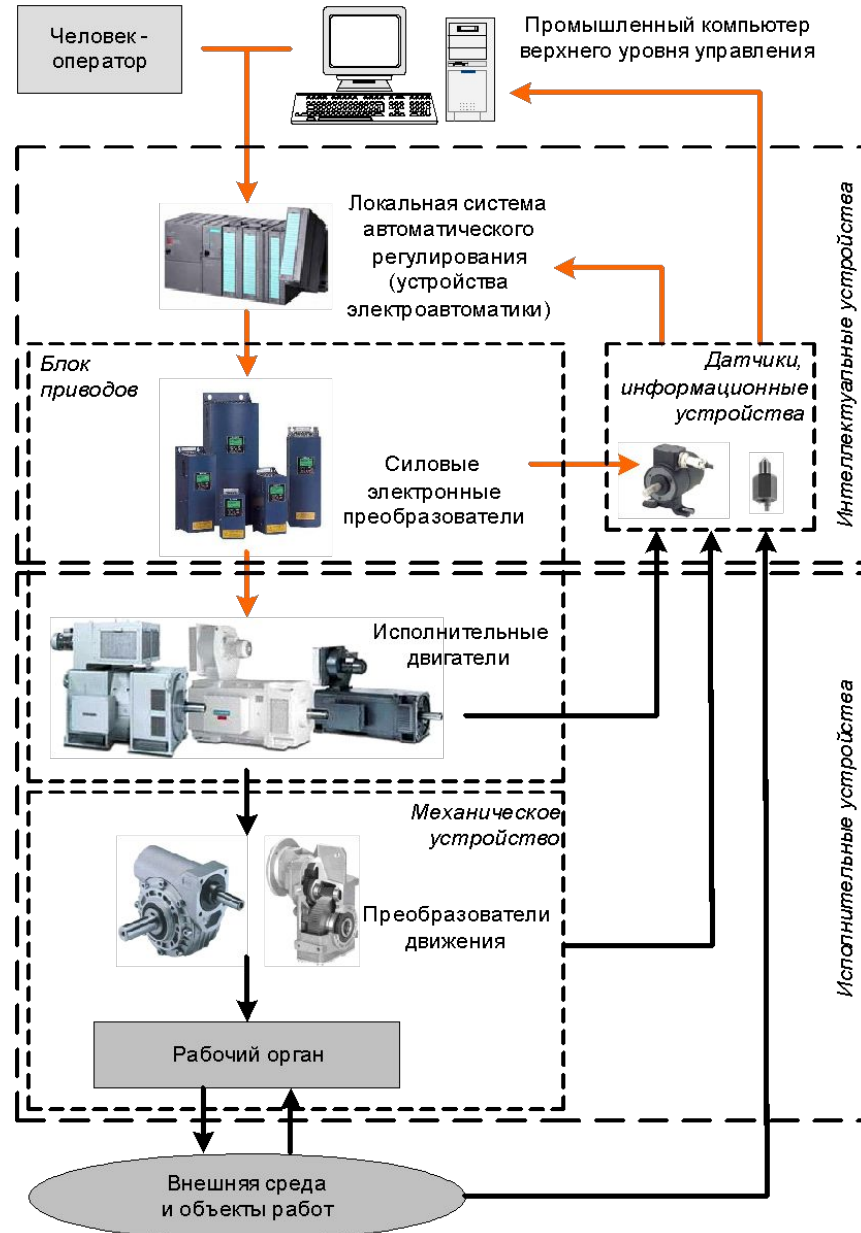 Человек -
оператор
Промышленный компьютер
верхнего уровня управления
Локальная система
автоматического
регулирования
(устройства
электроавтоматики)
Интеллектуальные устройства
Блок
приводов
Датчики,
информационные
устройства
Силовые
электронные
преобразователи
Исполнительные
двигатели
Исполнительные устройства
Механическое
устройство
Преобразователи
движения
Рабочий орган
Внешняя среда
и объекты работ